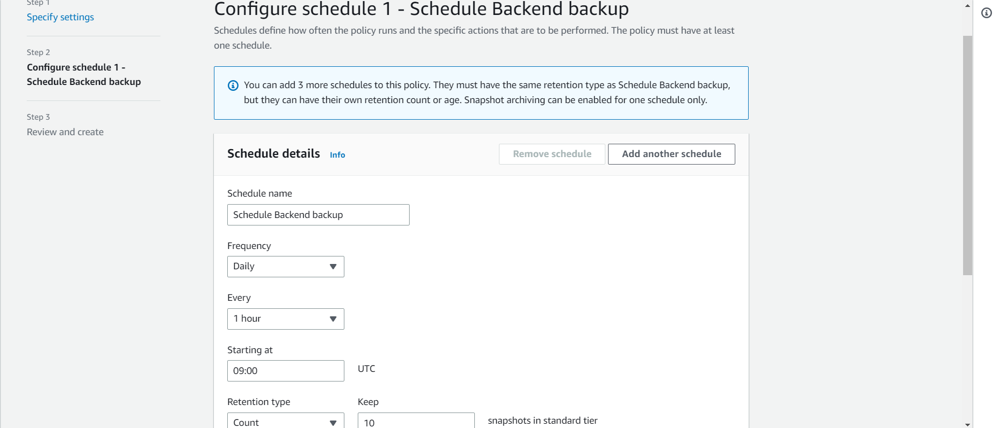 Step 1
Specify settings
Step 2
Configure schedule 1 -
Schedule Backend backup
Step 3
Review and create
Configure schedule 1 - Schedule Backend backup
Schedules define how often the policy runs and the specific actions that are to be performed. The policy must have at least
one schedule.
You can add 3 more schedules to this policy. They must have the same retention type as Schedule Backend backup,
but they can have their own retention count or age. Snapshot archiving can be enabled for one schedule only.
Schedule details Info
Remove schedule
Add another schedule
Schedule name
Schedule Backend backup
Frequency
Daily
Every
1 hour
Starting at
09:00 UTC
Retention type Keep
Count 10 snapshots in standard tier